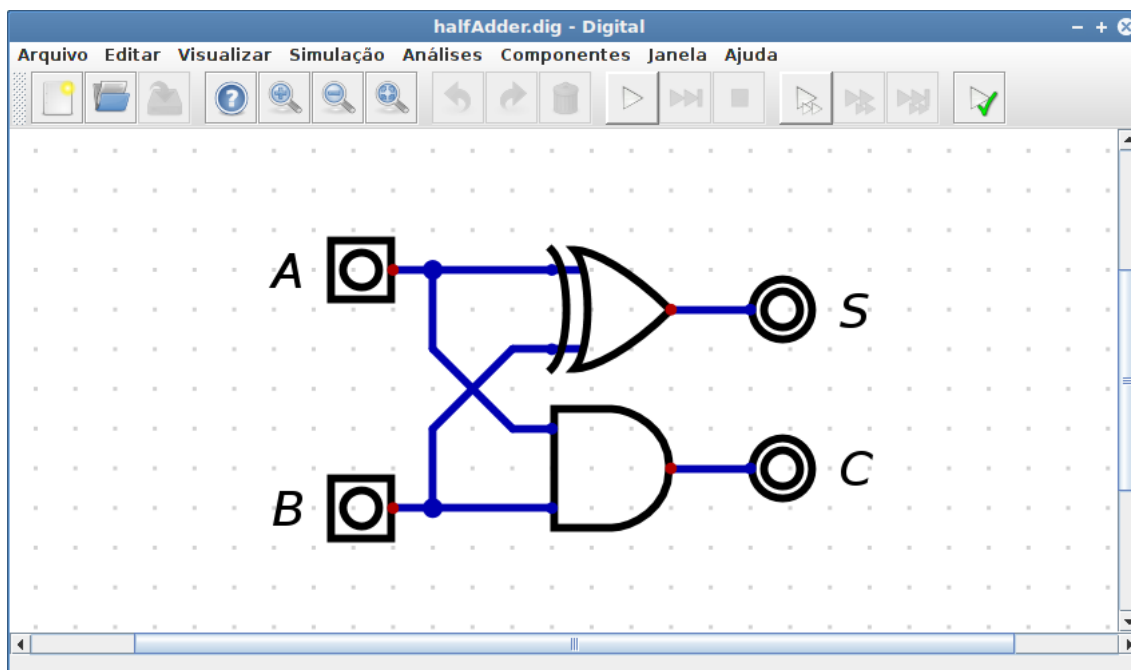 halfAdder.dig - Digital
Arquivo Editar Visualizar Simulação Análises Componentes Janela Ajuda
A
S
B
C